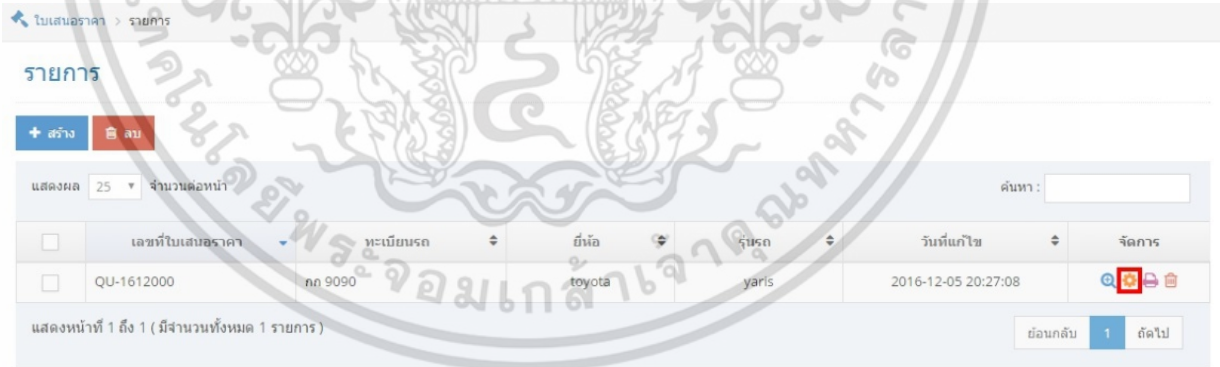 ใบเสนอราคา > รายการ
รายการ
+ สร้าง ลบ
แสดงผล 25 จำนวนต่อหน้า ค้นหา :
เลขที่ใบเสนอราคา ทะเบียนรถ ยี่ห้อ รุ่นรถ วันที่แก้ไข จัดการ
QU-1612000 กก 9090 toyota yaris 2016-12-05 20:27:08
แสดงหน้าที่ 1 ถึง 1 ( มีจำนวนทั้งหมด 1 รายการ )
ย้อนกลับ 1 ถัดไป